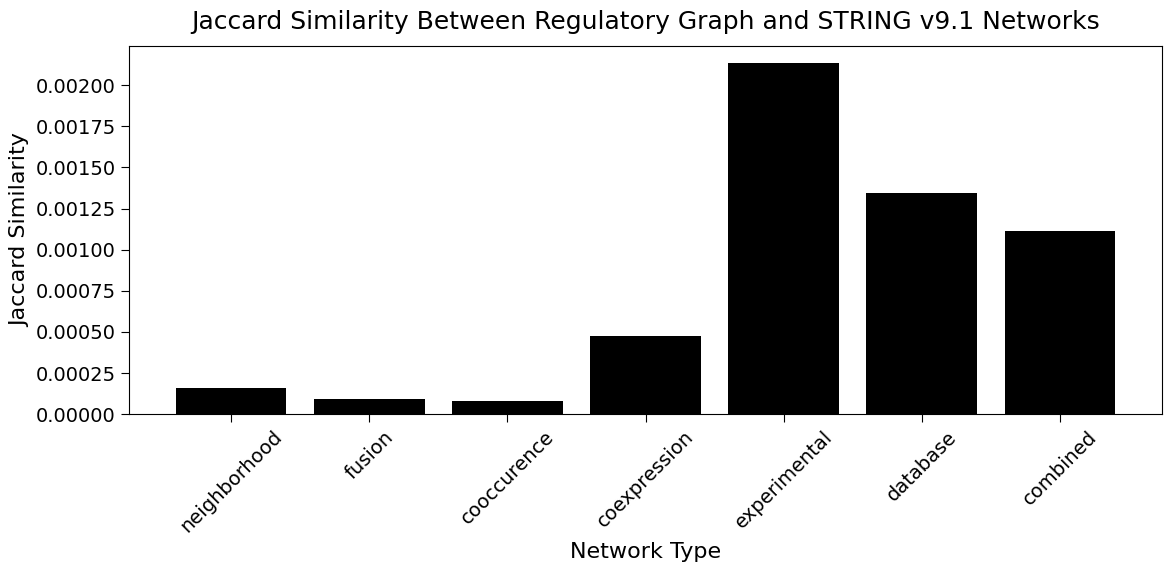 Jaccard Similarity Between Regulatory Graph and STRING v9.1 Networks
Jaccard Similarity
0.00200
0.00175
0.00150
0.00125
0.00100
0.00075
0.00050
0.00025
0.00000
neighborhood
fusion
cooccurence
coexpression
experimental
database
combined
Network Type